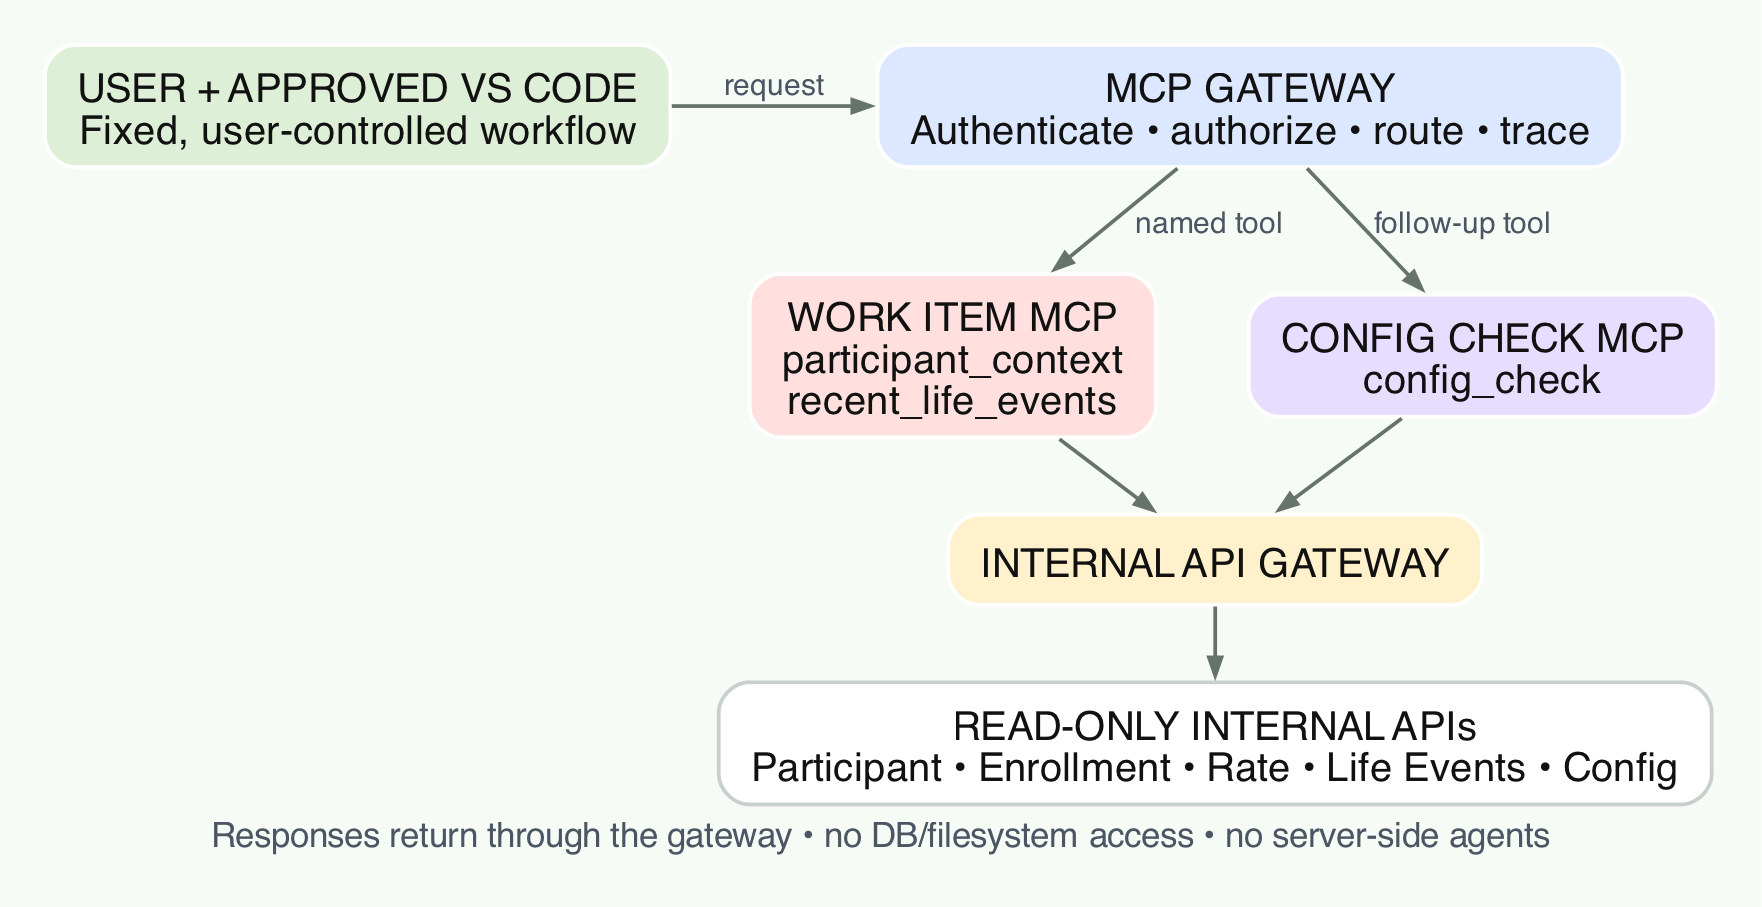 USER + APPROVED VS CODE
Fixed, user-controlled workflow
request
MCP GATEWAY
Authenticate • authorize • route • trace
named tool
follow-up tool
WORK ITEM MCP
participant_context
recent_life_events
CONFIG CHECK MCP
config_check
INTERNAL API GATEWAY
READ-ONLY INTERNAL APIs
Participant • Enrollment • Rate • Life Events • Config
Responses return through the gateway • no DB/filesystem access • no server-side agents